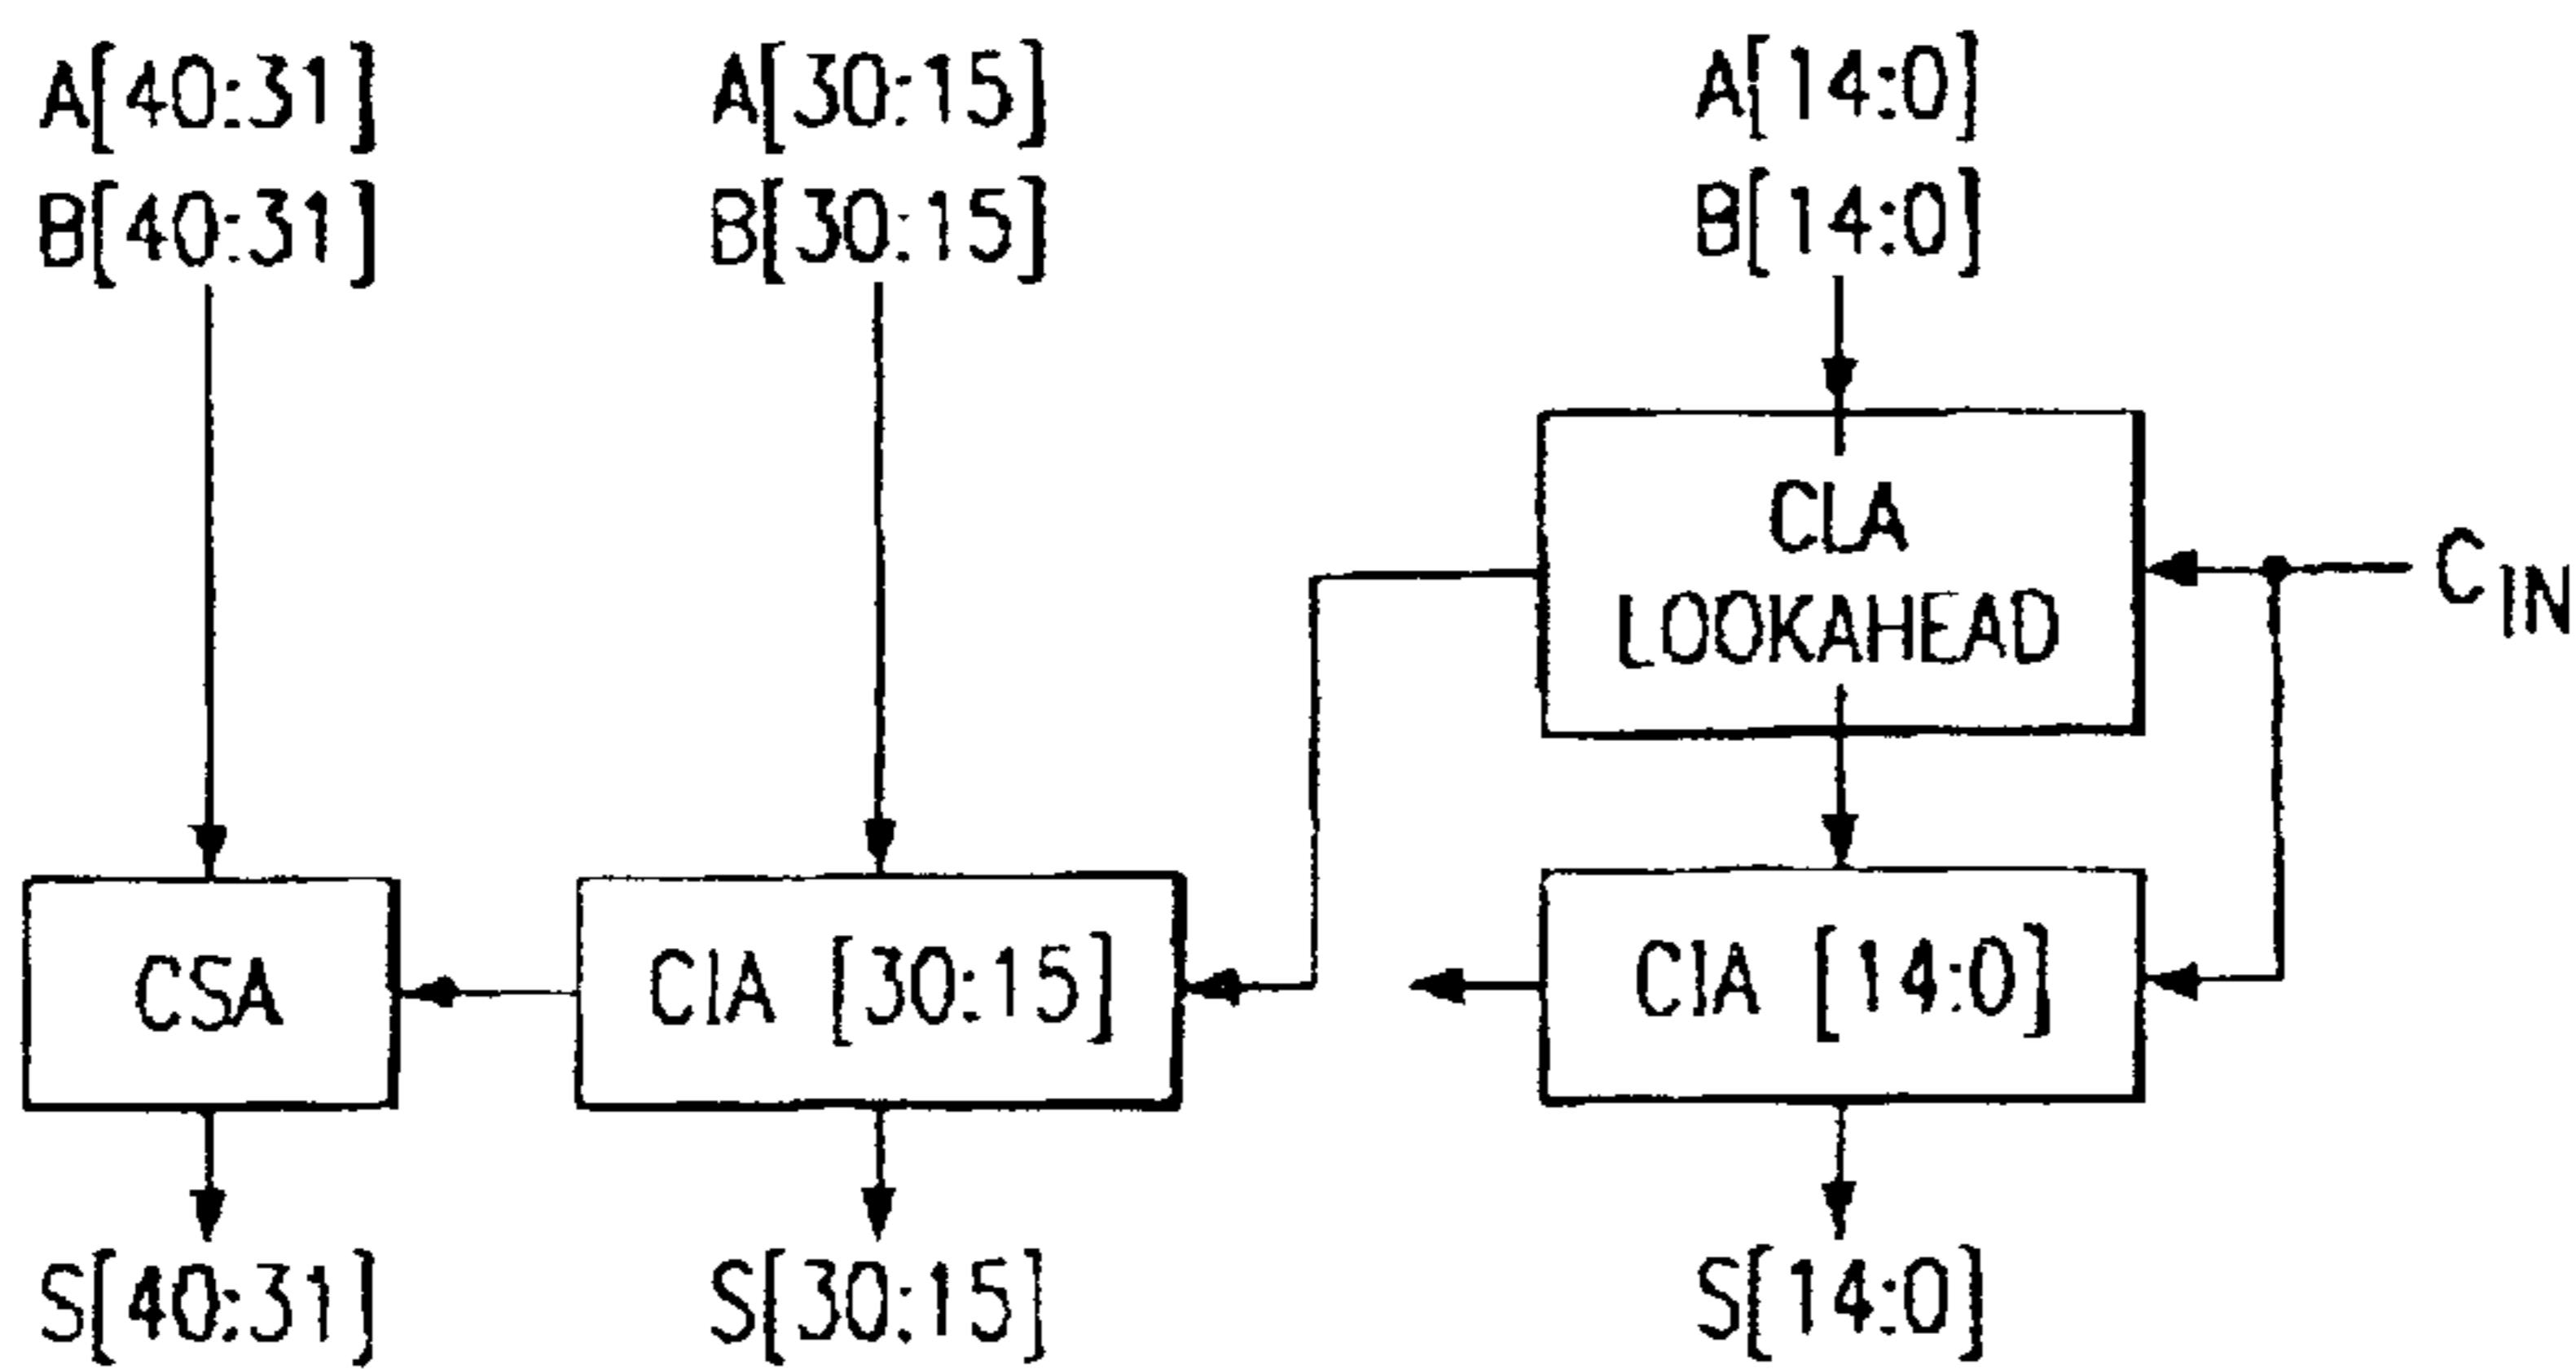 A[40:31]
B[40:31]
A[30:15]
B[30:15]
A[14:0]
B[14:0]
CLA
LOOKAHEAD
CIN
CSA
CIA [30:15]
CIA [14:0]
S[40:31]
S[30:15]
S[14:0]